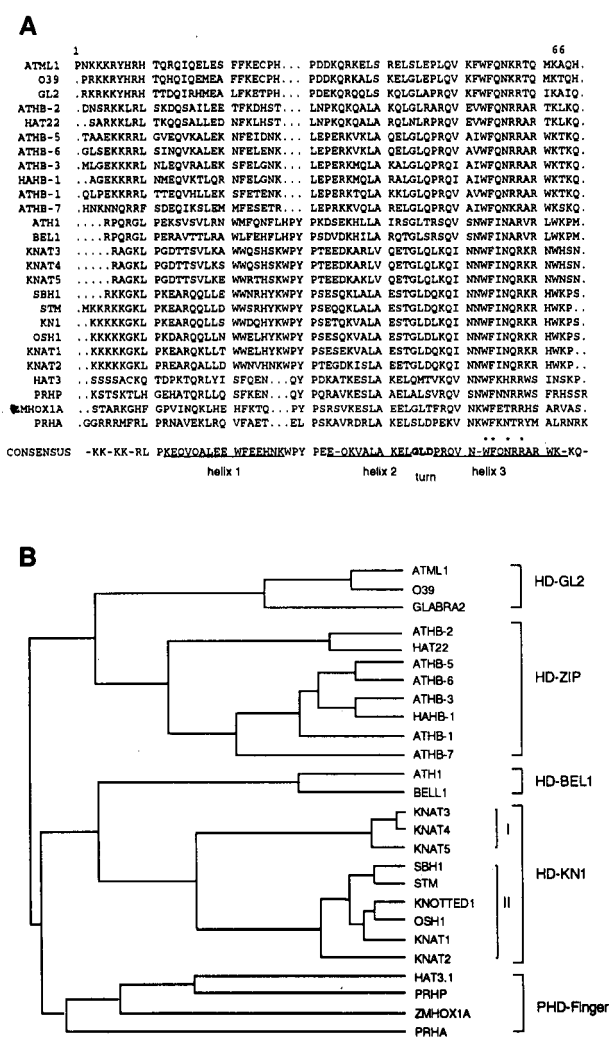 A
1 66
ATML1 PNKKKRYHRH TQRQIQELES FFKECPH... PDDKQRKELS RELSLEPLQV KFWFQNKRTQ MKAQH.
O39 .PRKKRYHRH TQHQIQEMEA FFKECPH... PDDKQRKALS KELGLEPLQV KFWFQNKRTQ MKTQH.
GL2 .RKRKKYHRH TTDQIRHMEA LFKETPH... PDEKQRQQLS KQLGLAPRQV KFWFQNRRTQ IKAIQ.
ATHB-2 .DNSRKKLRL SKDQSAILEE TFKDHST... LNPKQKQALA KQLGLRARQV EVWFQNRRAR TKLKQ.
HAT22 ...SARKKLRL TKQQSALLED NFKQHST... LNPKQKQALA RQLNLRPRQV EVWFQNRRAR TKLKQ.
ATHB-5 .TAAEKKRRL GVEQVKALEK NFEIDNK... LEPERKVKLA QELGLQPRQV AIWFQNRRAR WKTKQ.
ATHB-6 .GLSEKKRRL SINQVKALEK NFELENK... LEPERKVKLA QELGLQPRQV AVWFQNRRAR WKTKQ.
ATHB-3 .MLGEKKKRL NLEQVRALEK SFELGNK... LEPERKMQLA KALGLQPRQI AIWFQNRRAR WKTKQ.
HAHB-1 ..AGEKKRRL NMEQVKTLQR NFELGNK... LEPERKMQLA RALGLQPRQI AIWFQNRRAR WKTKQ.
ATHB-1 .QLPEKKRRL TTEQVHLLEK SFETENK... LEPERKTQLA KKLGLQPRQV AVWFQNRRAR WKTKQ.
ATHB-7 .HNKNNQRRF SDEQIKSLEM MFESETR... LEPRKKVQLA RELGLQPRQV AIWFQNKRAR WKSKQ.
ATH1 ....RPQRGL PEKSVSVLRN WMFQNFLHPY PKDSEKHLLA IRSGLTRSQV SNWFINARVR LWKPM.
BEL1 ....RPQRGL PERAVTTLRA WLFEHFLHPY PSDVDKHILA RQTGLSRSQV SNWFINARVR LWKPM.
KNAT3 .....RAGKL PGDTTSVLKA WWQSHSKWPY PTEEDKARLV QETGLQLKQI NNWFINQRKR NWHSN.
KNAT4 .....RAGKL PGDTTSVLKS WWQSHSKWPY PTEEDKARLV QETGLQLKQI NNWFINQRKR NWHSN.
KNAT5 .....RAGKL PGDTTSVLKE WWRTHSKWPY PTEEDKAKLV QETGLQLKQI NNWFINQRKR NWNSN.
SBH1 ....RKKGKL PKEARQQLLE WWNRHYKWPY PSESQKLALA ESTGLDQKQI NNWFINQRKR HWKPS.
STM .MKKRKKGKL PKEARQQLLD WWSRHYKWPY PSEQQKLALA ESTGLDQKQI NNWFINQRKR HWKPS..
KN1 ..KKKKKGKL PKEARQQLLS WWDQHYKWPY PSETQKVALA ESTGLDLKQI NNWFINQRKR HWKPS..
OSH1 ..KKKKKGKL PKEARQQLLN WWELHYKWPY PSESQKVALA ESTGLDLKQI NNWFINQRKR HWKPS..
KNAT1 ..KKKKKGKL PKEARQKLLT WWELHYKWPY PSESEKVALA ESTGLDQKQI NNWFINQRKR HWKP...
KNAT2 ..KKKKKGKL PREARQALLD WWNVHNKWPY PTEGDKISLA EETGLDQKQI NNWFINQRKR HWKP...
HAT3 ..SSSSACKQ TDPKTQRLYI SFQEN...QY PDKATKESLA KELQMTVKQV NNWFKHRRWS INSKP.
PRHP ...KSTSKTLH GEHATQRLLQ SFKEN...QY PQKAVRDKLA AELGLSVRQV SNWFNNRRWS FRHSSR
ZMHOX1A ..STARKGHF GPVINQKLHE HFKTQ...PY PSRSVKESLA EELGLTFRQV NKWFETRRHS ARVAS.
PRHA ..GGRRRMFRL PRNAVEKLRQ VFAET...EL PSKAVRDRLA KELSLDPEKV NKWFKNTRYM ALRNRK
** * *
CONSENSUS -KK-KK-RL PKEQVQALEE WFEEHNKWPY PEE-QKVALA KELGLDPRQV N-WFQNRRAR WK-KQ-
helix 1 helix 2 turn helix 3
B
ATML1
O39
GLABRA2
HD-GL2
ATHB-2
HAT22
ATHB-5
ATHB-6
ATHB-3
HAHB-1
ATHB-1
ATHB-7
HD-ZIP
ATH1
BELL1
HD-BEL1
KNAT3
KNAT4
KNAT5
I
SBH1
STM
KNOTTED1
OSH1
KNAT1
KNAT2
II
HD-KN1
HAT3.1
PRHP
ZMHOX1A
PRHA
PHD-Finger